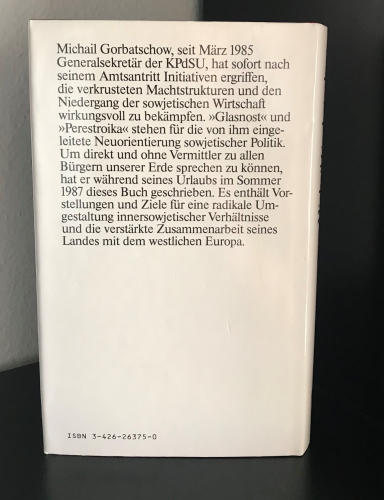 Michail Gorbatschow, seit März 1985
Generalsekretär der KPdSU, hat sofort nach
seinem Amtsantritt Initiativen ergriffen,
die verkrusteten Machtstrukturen und den
Niedergang der sowjetischen Wirtschaft
wirkungsvoll zu bekämpfen. »Glasnost« und
»Perestroika« stehen für die von ihm einge-
leitete Neuorientierung sowjetischer Politik.
Um direkt und ohne Vermittler zu allen
Bürgern unserer Erde sprechen zu können,
hat er während seines Urlaubs im Sommer
1987 dieses Buch geschrieben. Es enthält Vor-
stellungen und Ziele für eine radikale Um-
gestaltung innersowjetischer Verhältnisse
und die verstärkte Zusammenarbeit seines
Landes mit dem westlichen Europa.
ISBN 3-426-26375-0